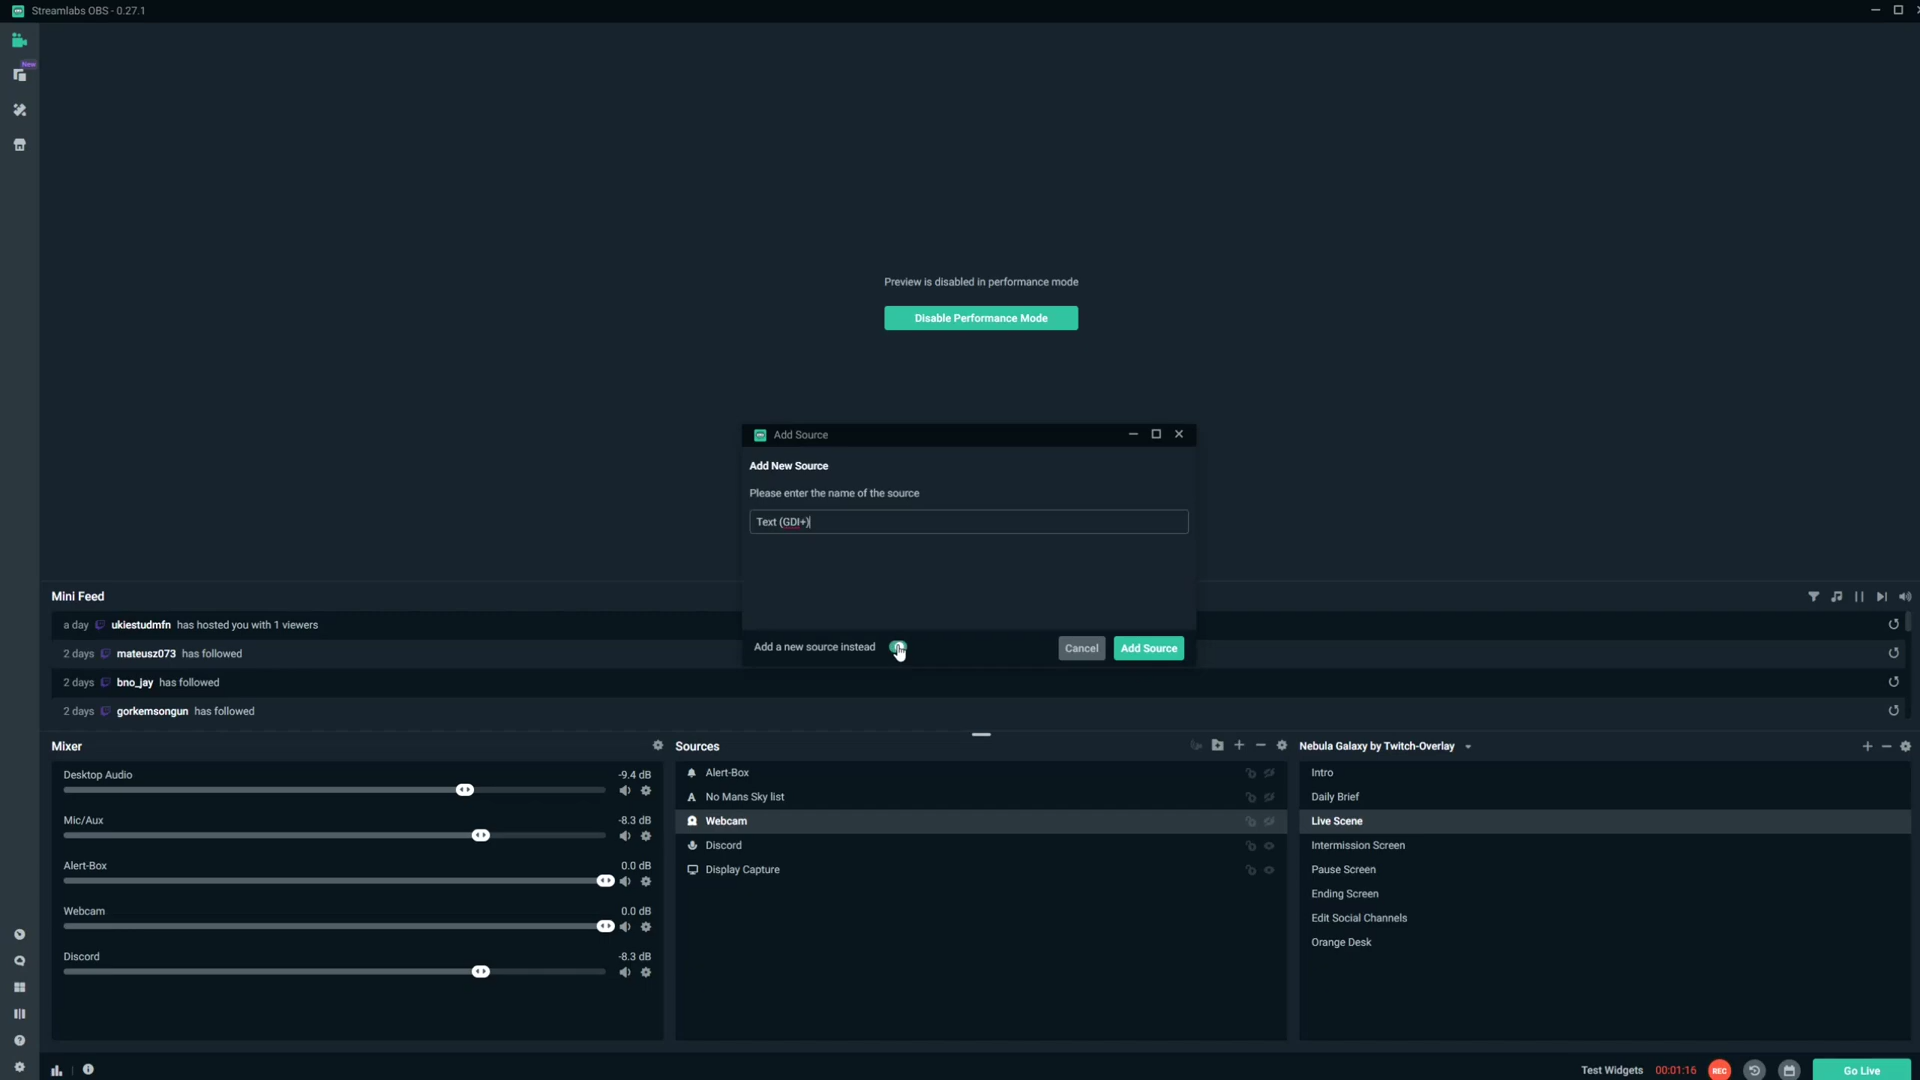 Streamlabs OBS - 0.27.1
New
Preview is disabled in performance mode
Disable Performance Mode
Add Source
Add New Source
Please enter the name of the source
Text (GDI+)
Add a new source instead
Cancel
Add Source
Mini Feed
a day ukiestudmfn has hosted you with 1 viewers
2 days mateusz073 has followed
2 days bno_jay has followed
2 days gorkemsongun has followed
Mixer
Desktop Audio -9.4 dB
Mic/Aux -8.3 dB
Alert-Box 0.0 dB
Webcam 0.0 dB
Discord -8.3 dB
Sources
Alert-Box
No Mans Sky list
Webcam
Discord
Display Capture
Nebula Galaxy by Twitch-Overlay
Intro
Daily Brief
Live Scene
Intermission Screen
Pause Screen
Ending Screen
Edit Social Channels
Orange Desk
Test Widgets 00:01:16 REC Go Live